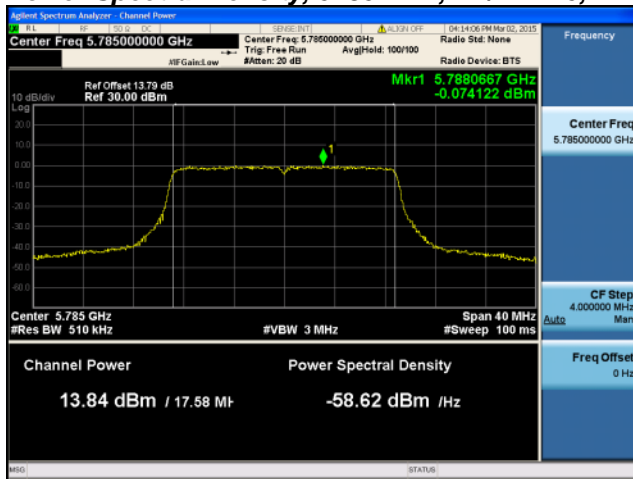 Agilent Spectrum Analyzer - Channel Power
RL RF 50 Ω DC SENSE:INT ALIGN OFF 04:14:06 PM Mar 02, 2015
Center Freq 5.785000000 GHz
Center Freq: 5.785000000 GHz
Radio Std: None
Trig: Free Run Avg|Hold: 100/100
#IFGain:Low #Atten: 20 dB Radio Device: BTS
Frequency
Mkr1 5.7880667 GHz
-0.074122 dBm
Ref Offset 13.79 dB
10 dB/div Ref 30.00 dBm
Log
20.0
10.0
0.00
-10.0
-20.0
-30.0
-40.0
-50.0
-60.0
1
Center Freq
5.785000000 GHz
Center 5.785 GHz Span 40 MHz
#Res BW 510 kHz #VBW 3 MHz #Sweep 100 ms
CF Step
4.000000 MHz
Auto Man
Channel Power Power Spectral Density
13.84 dBm / 17.58 MH -58.62 dBm /Hz
Freq Offset
0 Hz
MSG STATUS